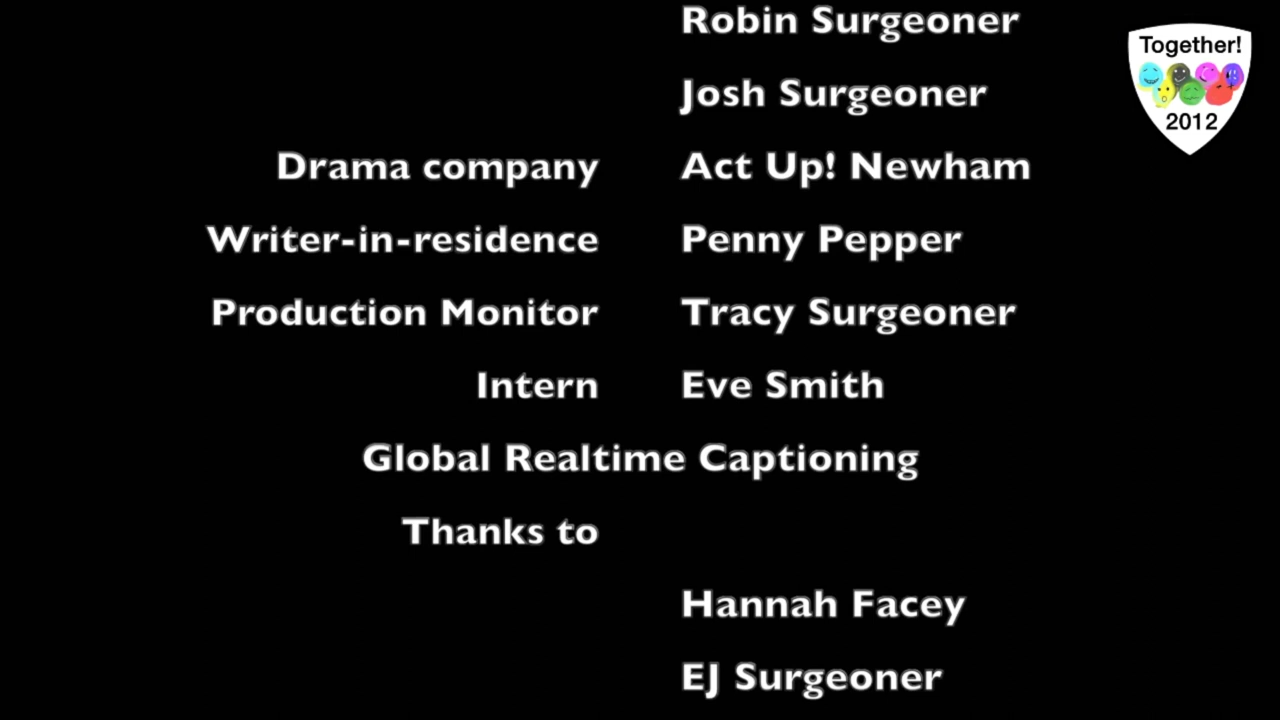 Robin Surgeoner
Together!
2012
Josh Surgeoner
Drama company Act Up! Newham
Writer-in-residence Penny Pepper
Production Monitor Tracy Surgeoner
Intern Eve Smith
Global Realtime Captioning
Thanks to
Hannah Facey
EJ Surgeoner